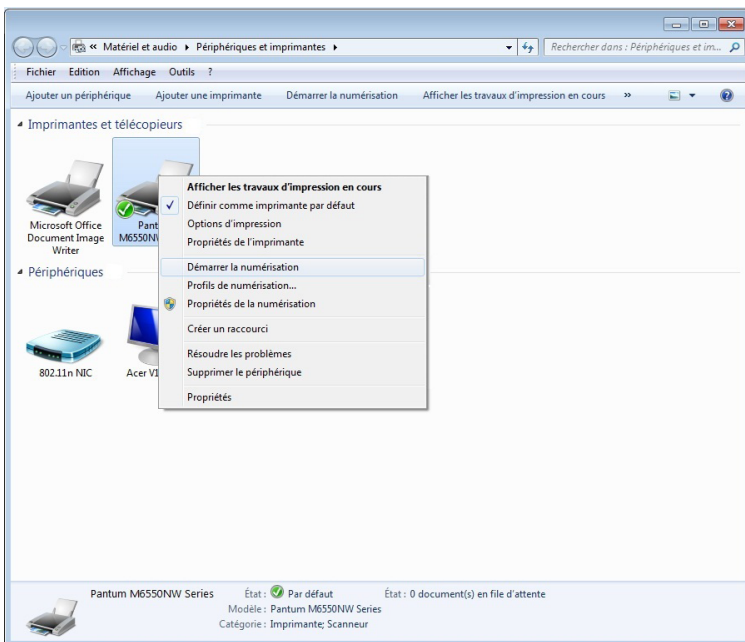 « Matériel et audio ▸ Périphériques et imprimantes ▸
Rechercher dans : Périphériques et im...
Fichier Edition Affichage Outils ?
Ajouter un périphérique Ajouter une imprimante Démarrer la numérisation Afficher les travaux d'impression en cours »
Imprimantes et télécopieurs
Microsoft Office
Document Image
Writer
Pant
M6550N
Afficher les travaux d'impression en cours
Définir comme imprimante par défaut
Options d'impression
Propriétés de l'imprimante
Démarrer la numérisation
Profils de numérisation...
Propriétés de la numérisation
Créer un raccourci
Résoudre les problèmes
Supprimer le périphérique
Propriétés
Périphériques
802.11n NIC
Acer V1
Pantum M6550NW Series État : Par défaut État : 0 document(s) en file d'attente
Modèle : Pantum M6550NW Series
Catégorie : Imprimante; Scanneur